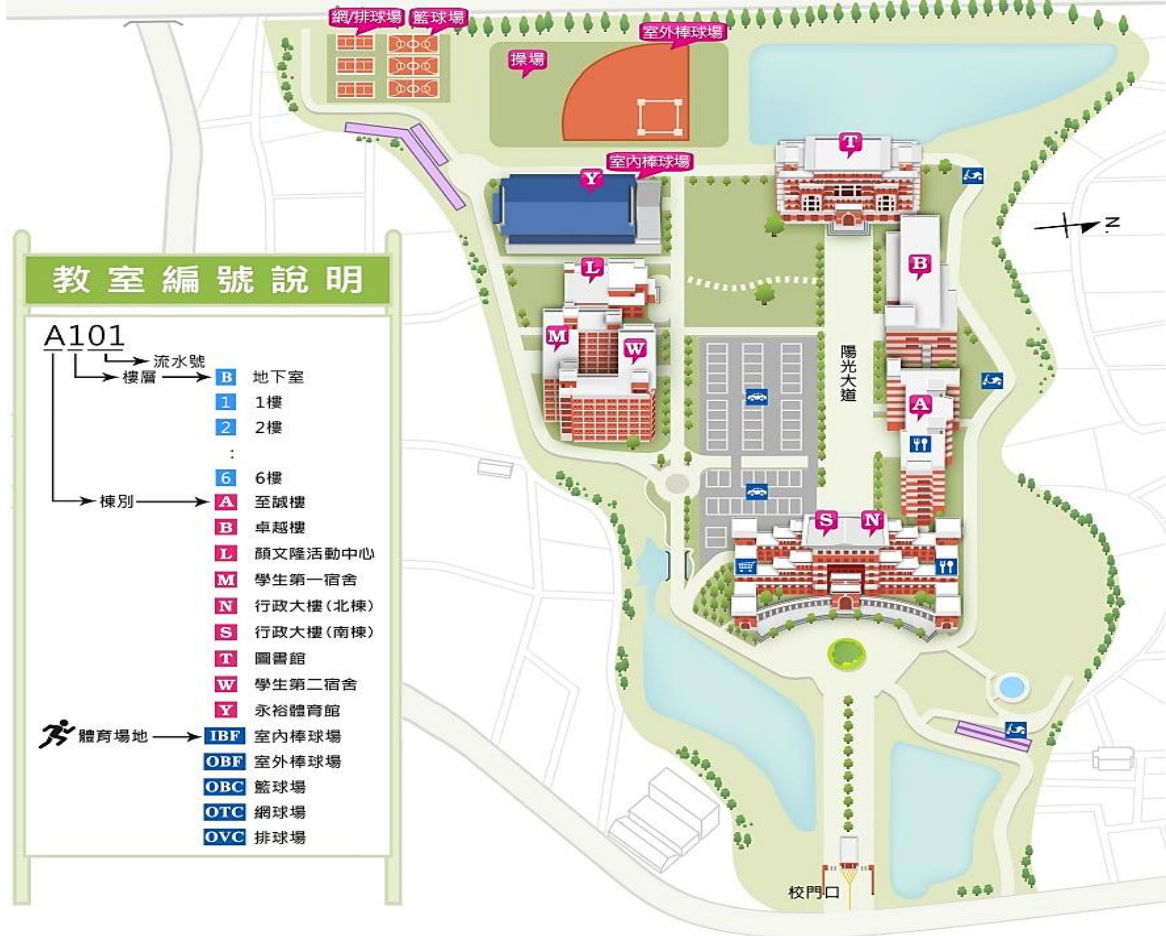 網/排球場
籃球場
室外棒球場
操場
T
室內棒球場
Y
N
B
L
M
W
陽光大道
A
S
N
校門口
教室編號說明
A101
流水號
樓層
B 地下室
1 1樓
2 2樓
:
6 6樓
棟別
A 至誠樓
B 卓越樓
L 顏文隆活動中心
M 學生第一宿舍
N 行政大樓(北棟)
S 行政大樓(南棟)
T 圖書館
W 學生第二宿舍
Y 永裕體育館
體育場地
IBF 室內棒球場
OBF 室外棒球場
OBC 籃球場
OTC 網球場
OVC 排球場